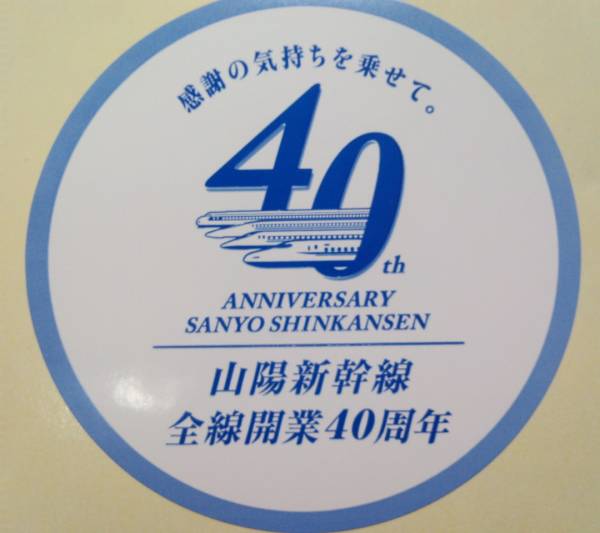 感謝の気持ちを乗せて。
40th
ANNIVERSARY
SANYO SHINKANSEN
山陽新幹線
全線開業40周年